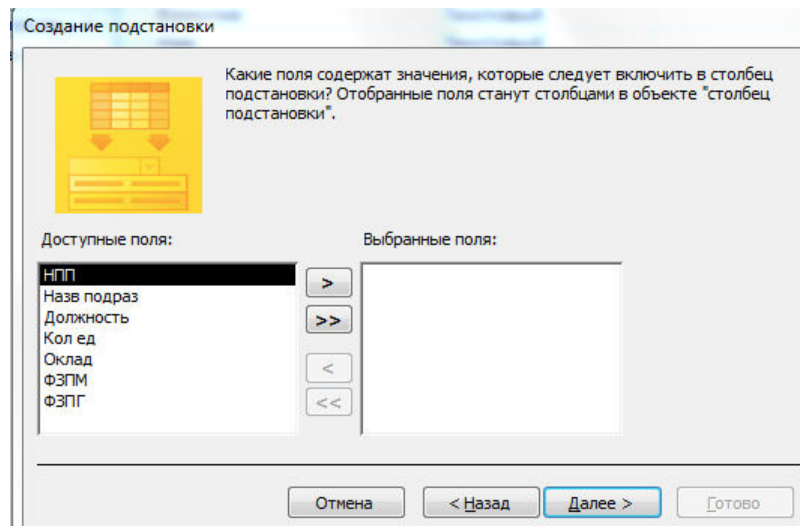 Создание подстановки
Какие поля содержат значения, которые следует включить в столбец
подстановки? Отобранные поля станут столбцами в объекте "столбец
подстановки".
Доступные поля:
Выбранные поля:
НПП
Назв подраз
Должность
Кол ед
Оклад
ФЗПМ
ФЗПГ
>
>>
<
<<
Отмена
< Назад
Далее >
Готово